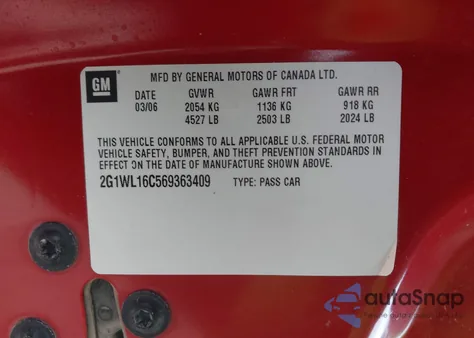 GM
MFD BY GENERAL MOTORS OF CANADA LTD.
DATE GVWR GAWR FRT GAWR RR
03/06 2054 KG 1136 KG 918 KG
4527 LB 2503 LB 2024 LB
THIS VEHICLE CONFORMS TO ALL APPLICABLE U.S. FEDERAL MOTOR
VEHICLE SAFETY, BUMPER, AND THEFT PREVENTION STANDARDS IN
EFFECT ON THE DATE OF MANUFACTURE SHOWN ABOVE.
2G1WL16C569363409 TYPE: PASS CAR
autoSnap